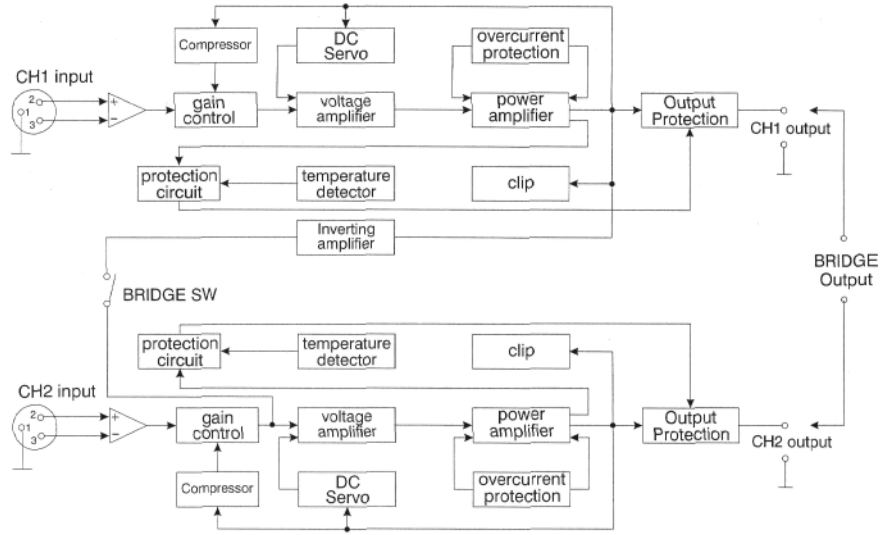 Compressor
DC
Servo
overcurrent
protection
CH1 input
2
1
3
+
−
gain
control
voltage
amplifier
power
amplifier
Output
Protection
CH1 output
protection
circuit
temperature
detector
clip
Inverting
amplifier
BRIDGE
Output
BRIDGE SW
protection
circuit
temperature
detector
clip
CH2 input
2
1
3
+
−
gain
control
voltage
amplifier
power
amplifier
Output
Protection
CH2 output
Compressor
DC
Servo
overcurrent
protection